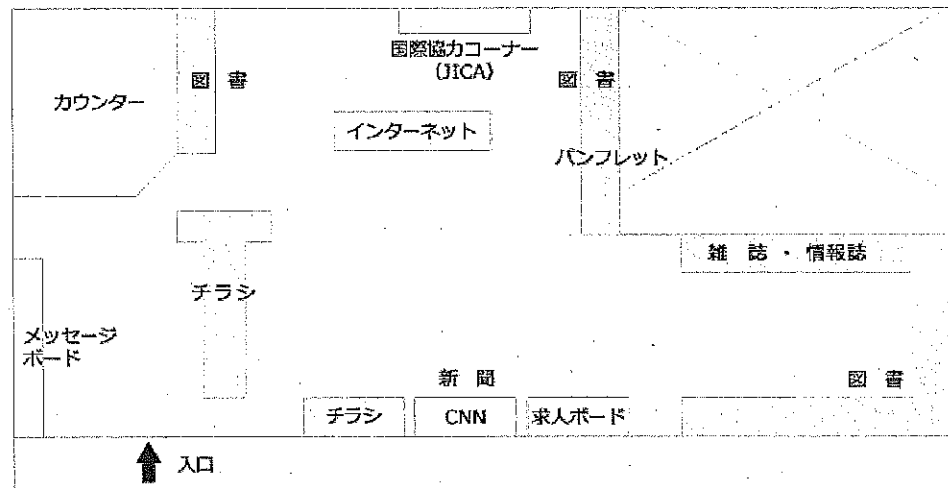 国際協力コーナー
(JICA)
図 書
図 書
カウンター
インターネット
パンフレット
雑 誌 ・ 情報誌
チラシ
メッセージ
ボード
新 聞
図 書
チラシ
CNN
求人ボード
入口